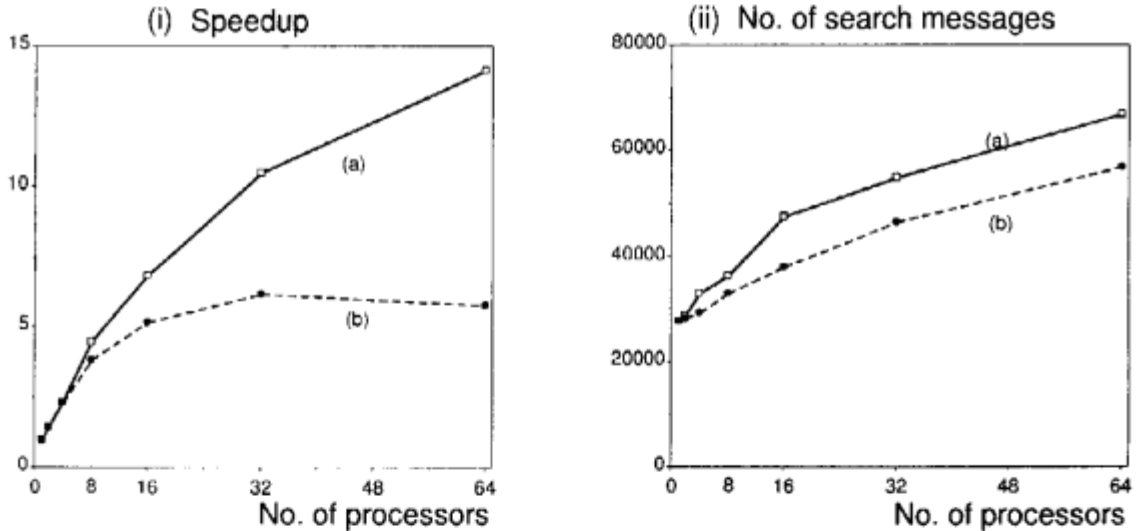 (i) Speedup
15
10
5
0
(a)
(b)
0 8 16 32 48 64
No. of processors
(ii) No. of search messages
80000
60000
40000
20000
0
(a)
(b)
0 8 16 32 48 64
No. of processors